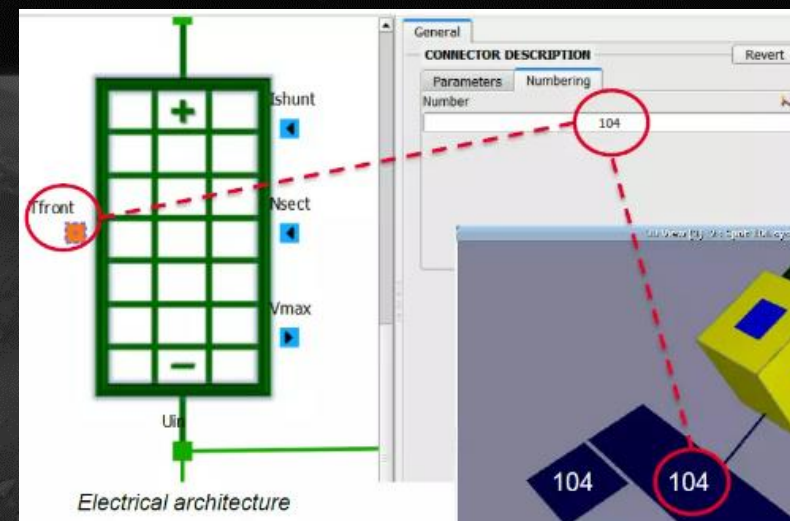 General
CONNECTOR DESCRIPTION
Revert
Parameters
Numbering
Number
104
+
Ishunt
Tfront
Nsect
Vmax
−
Uin
Electrical architecture
104
104